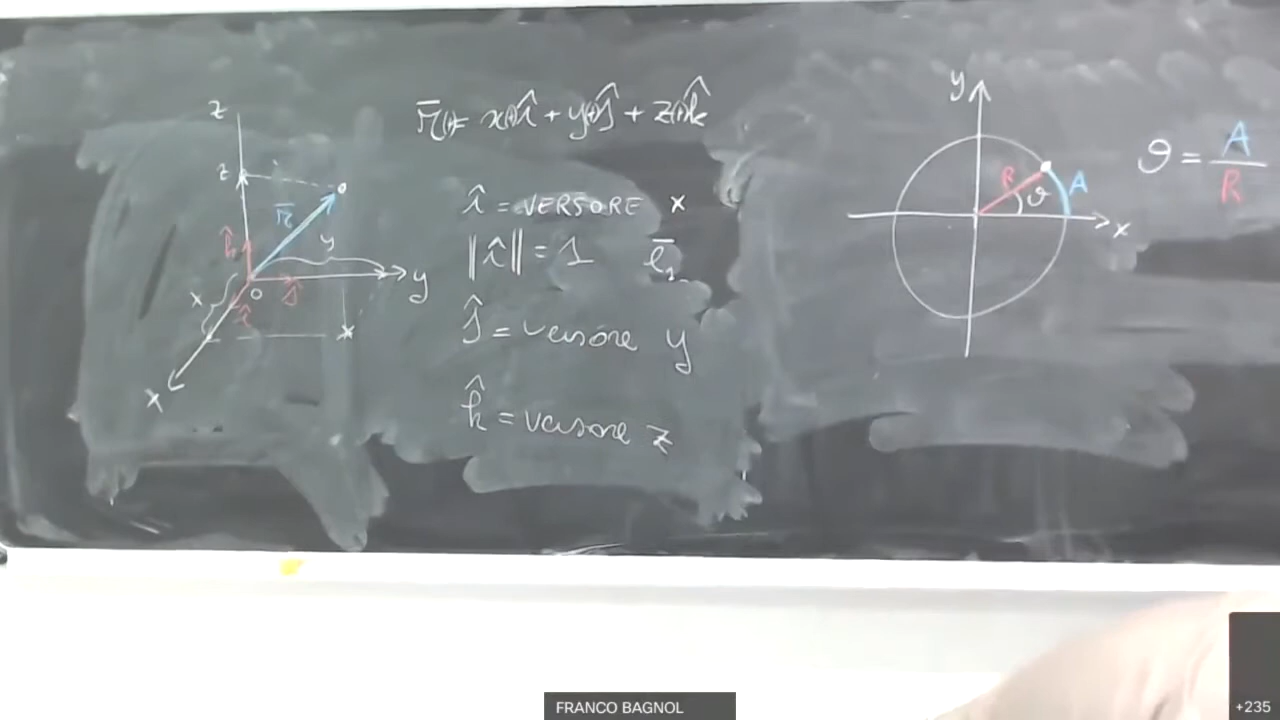 z
z
r̄
y
k̂
o
ĵ
y
x
î
x
r̄(t) = x(t)î + y(t)ĵ + z(t)k̂
î = VERSORE x
||î|| = 1 ē₁
ĵ = versore y
k̂ = versore z
y
R
ϑ
A
x
ϑ = A/R
FRANCO BAGNOL
+235